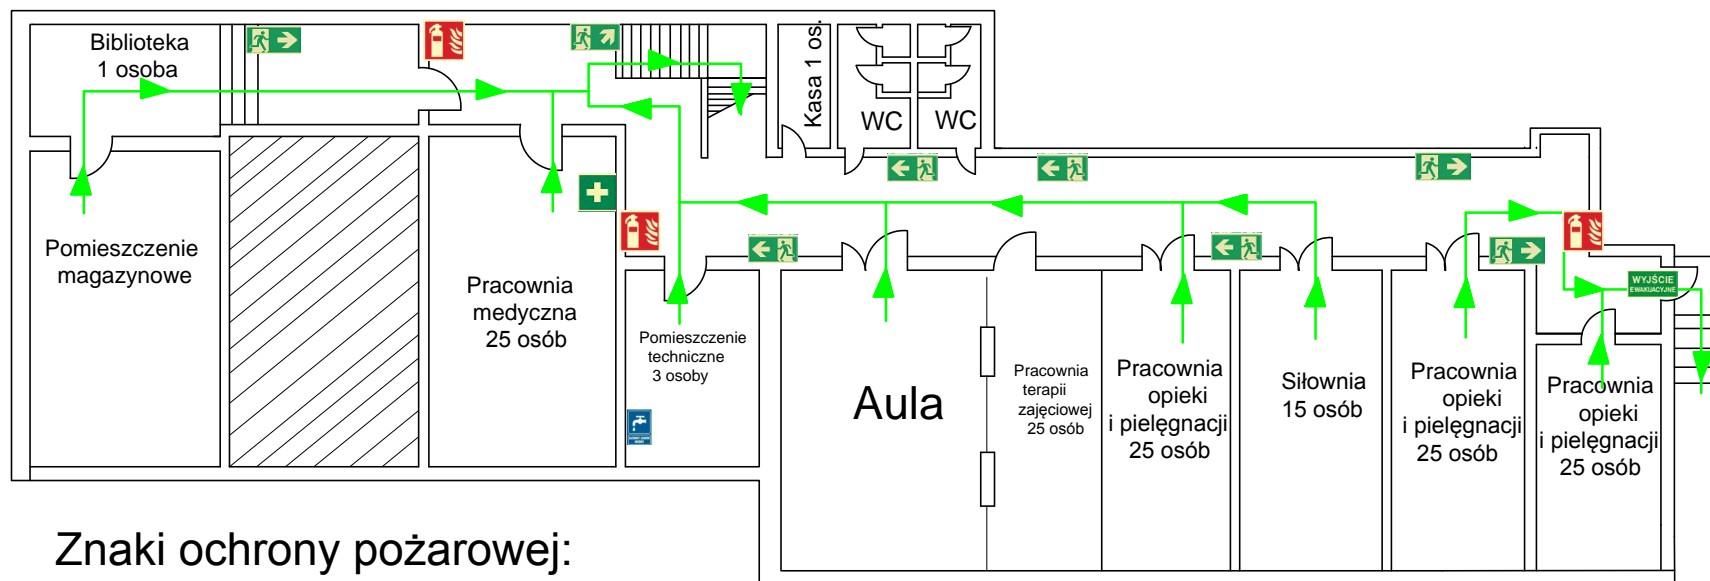 Biblioteka
1 osoba
Kasa 1 os.
WC
WC
Pomieszczenie
magazynowe
Pracownia
medyczna
25 osób
Pomieszczenie
techniczne
3 osoby
Aula
Pracownia
terapii
zajęciowej
25 osób
Pracownia
opieki
i pielęgnacji
25 osób
Siłownia
15 osób
Pracownia
opieki
i pielęgnacji
25 osób
WYJŚCIE
EWAKUACYJNE
Pracownia
opieki
i pielęgnacji
25 osób
Znaki ochrony pożarowej: